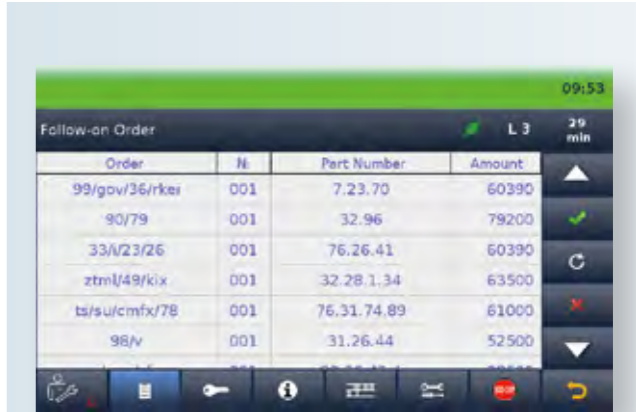 09:53
Follow-on Order L 3 29 min
Order N: Part Number Amount
99/gov/36/rker 001 7.23.70 60390
90/79 001 32.96 79200
33/i/23/26 001 76.26.41 60390
ztml/49/kix 001 32.28.1.34 63500
ts/su/cmfx/78 001 76.31.74.89 61000
98/v 001 31.26.44 52500
STOP